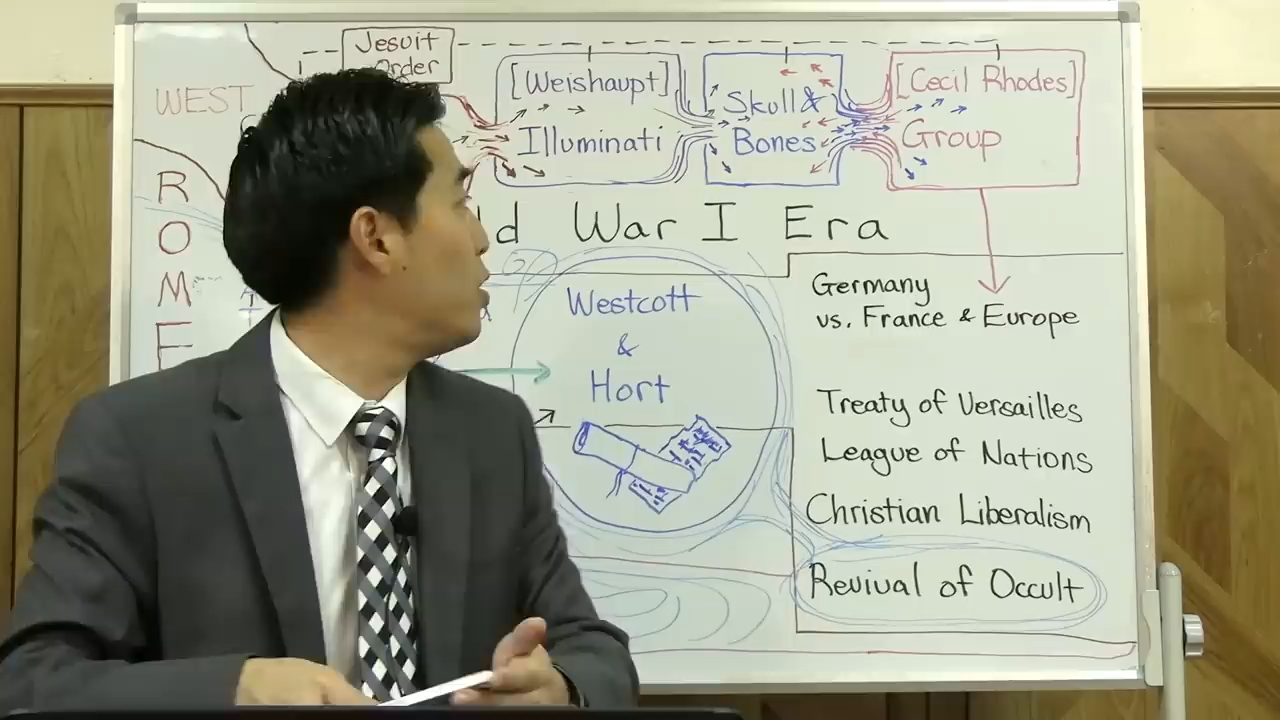 Jesuit
Order
WEST
[Weishaupt]
Illuminati
Skull &
Bones
[Cecil Rhodes]
Group
R
O
M
E
War I Era
Westcott
&
Hort
Germany
vs. France & Europe
Treaty of Versailles
League of Nations
Christian Liberalism
Revival of Occult